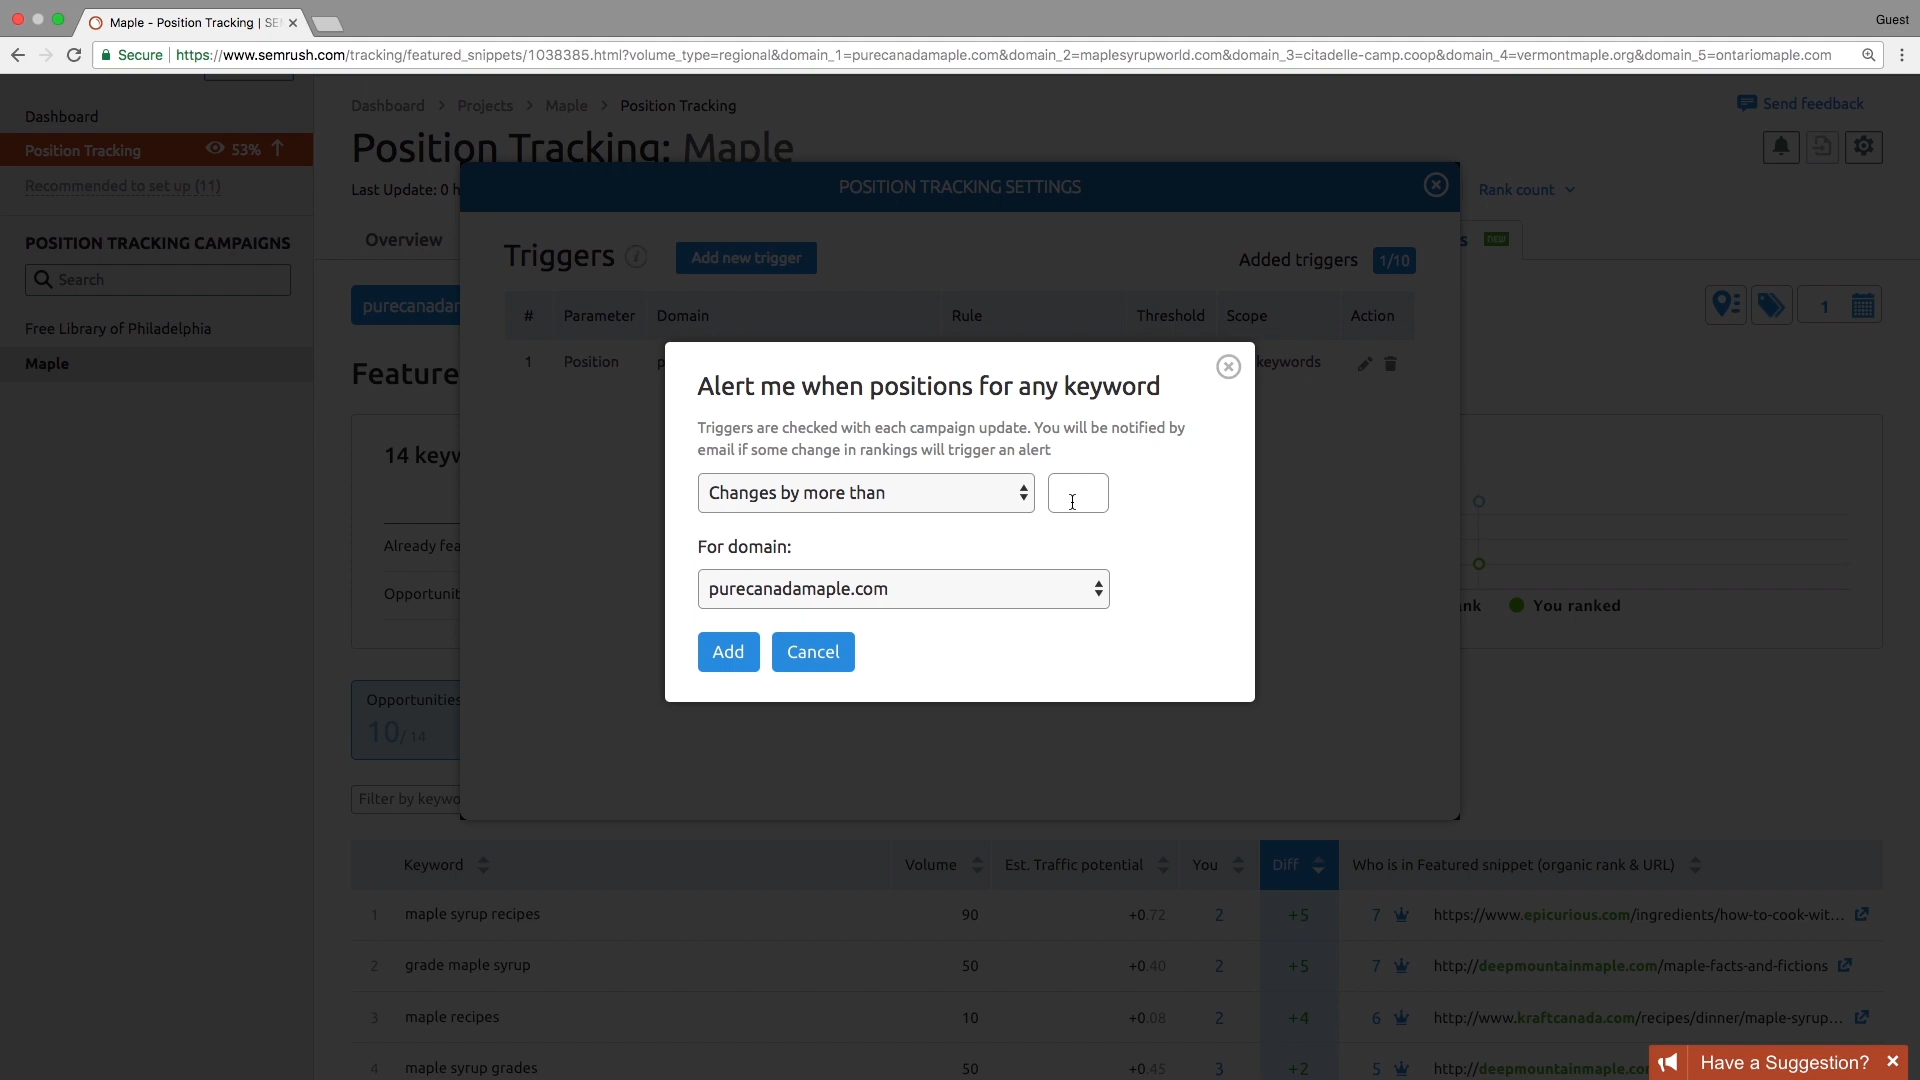 Maple - Position Tracking | SE
Guest
Secure
https://www.semrush.com/tracking/featured_snippets/1038385.html?volume_type=regional&domain_1=purecanadamaple.com&domain_2=maplesyrupworld.com&domain_3=citadelle-camp.coop&domain_4=vermontmaple.org&domain_5=ontariomaple.com
Dashboard
Position Tracking 53%
Recommended to set up (11)
POSITION TRACKING CAMPAIGNS
Search
Free Library of Philadelphia
Maple
Dashboard > Projects > Maple > Position Tracking
Send feedback
Position Tracking: Maple
Last Update: 0 h
Rank count
Overview
s new
purecanadar
1
Feature
14 keyw
Already fea
Opportunit
nk You ranked
Opportunities
10/ 14
Filter by keywo
POSITION TRACKING SETTINGS
Triggers i Add new trigger Added triggers 1/10
# Parameter Domain Rule Threshold Scope Action
1 Position p keywords
Alert me when positions for any keyword
Triggers are checked with each campaign update. You will be notified by
email if some change in rankings will trigger an alert
Changes by more than
For domain:
purecanadamaple.com
Add Cancel
Keyword Volume Est. Traffic potential You Diff Who is in Featured snippet (organic rank & URL)
1 maple syrup recipes 90 +0.72 2 +5 7 https://www.epicurious.com/ingredients/how-to-cook-wit...
2 grade maple syrup 50 +0.40 2 +5 7 http://deepmountainmaple.com/maple-facts-and-fictions
3 maple recipes 10 +0.08 2 +4 6 http://www.kraftcanada.com/recipes/dinner/maple-syrup...
4 maple syrup grades 50 +0.45 3 +2 5 http://deepmountainmaple.co
Have a Suggestion?